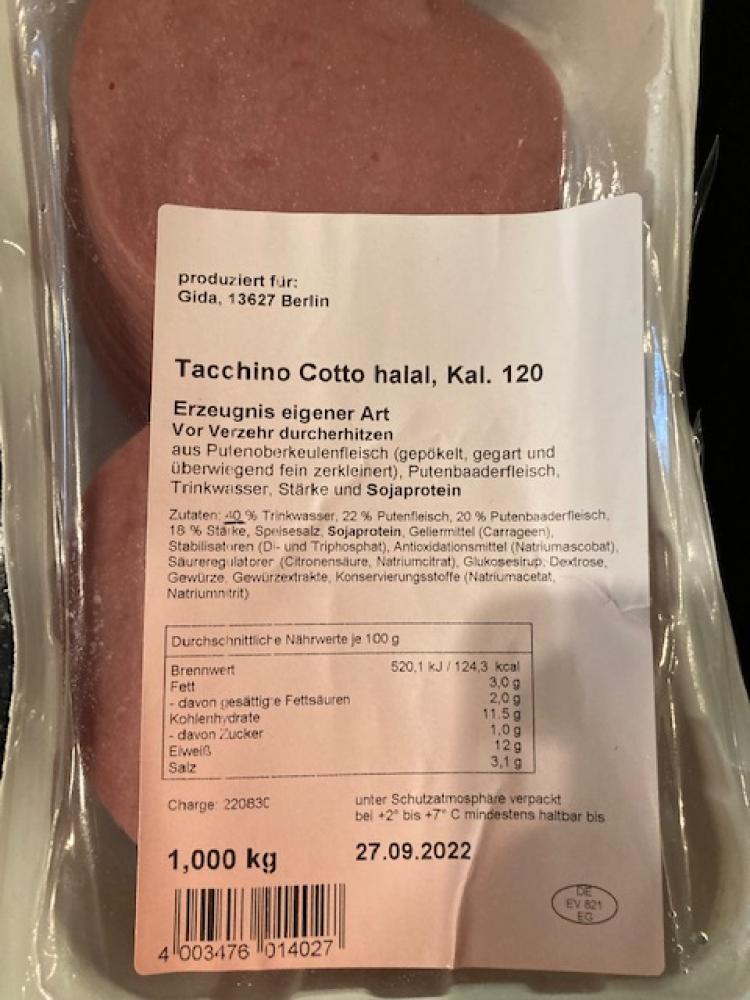 produziert für:
Gida, 13627 Berlin
Tacchino Cotto halal, Kal. 120
Erzeugnis eigener Art
Vor Verzehr durcherhitzen
aus Putenoberkeulenfleisch (gepökelt, gegart und
überwiegend fein zerkleinert), Putenbaaderfleisch,
Trinkwasser, Stärke und Sojaprotein
Zutaten: 40 % Trinkwasser, 22 % Putenfleisch, 20 % Putenbaaderfleisch,
18 % Stärke, Speisesalz, Sojaprotein, Geliermittel (Carrageen),
Stabilisatoren (Di- und Triphosphat), Antioxidationsmittel (Natriumascobat),
Säureregulatorer (Citronensäure, Natriumcitrat), Glukosesirup, Dextrose,
Gewürze, Gewürzextrakte, Konservierungsstoffe (Natriumacetat,
Natriumnitrit)
Durchschnittliche Nährwerte je 100 g
Brennwert 520,1 kJ / 124,3 kcal
Fett 3,0 g
- davon gesättigte Fettsäuren 2,0 g
Kohlenhydrate 11.5 g
- davon Zucker 1,0 g
Eiweiß 12 g
Salz 3,1 g
Charge: 22083C
unter Schutzatmosphäre verpackt
bei +2° bis +7° C mindestens haltbar bis
1,000 kg
27.09.2022
4 003476 014027
DE
EV 821
EG